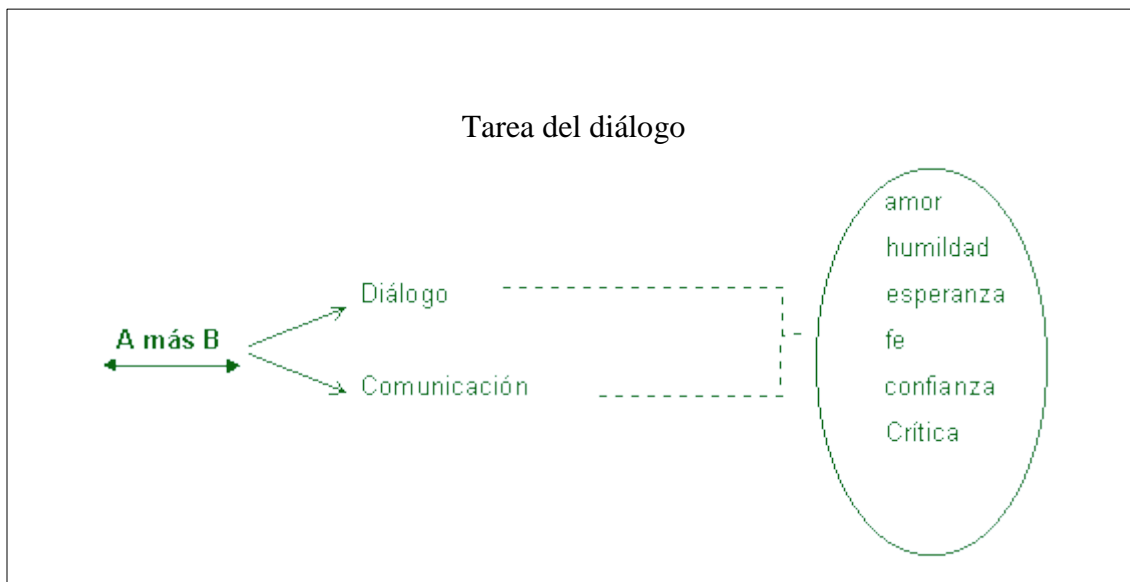 Tarea del diálogo
amor
humildad
Diálogo
esperanza
A más B
fe
Comunicación
confianza
Crítica